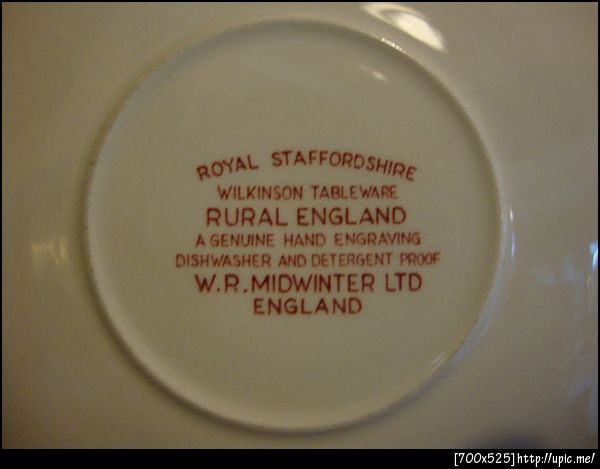 ROYAL STAFFORDSHIRE
WILKINSON TABLEWARE
RURAL ENGLAND
A GENUINE HAND ENGRAVING
DISHWASHER AND DETERGENT PROOF
W.R.MIDWINTER LTD
ENGLAND
[700x525]http://upic.me/